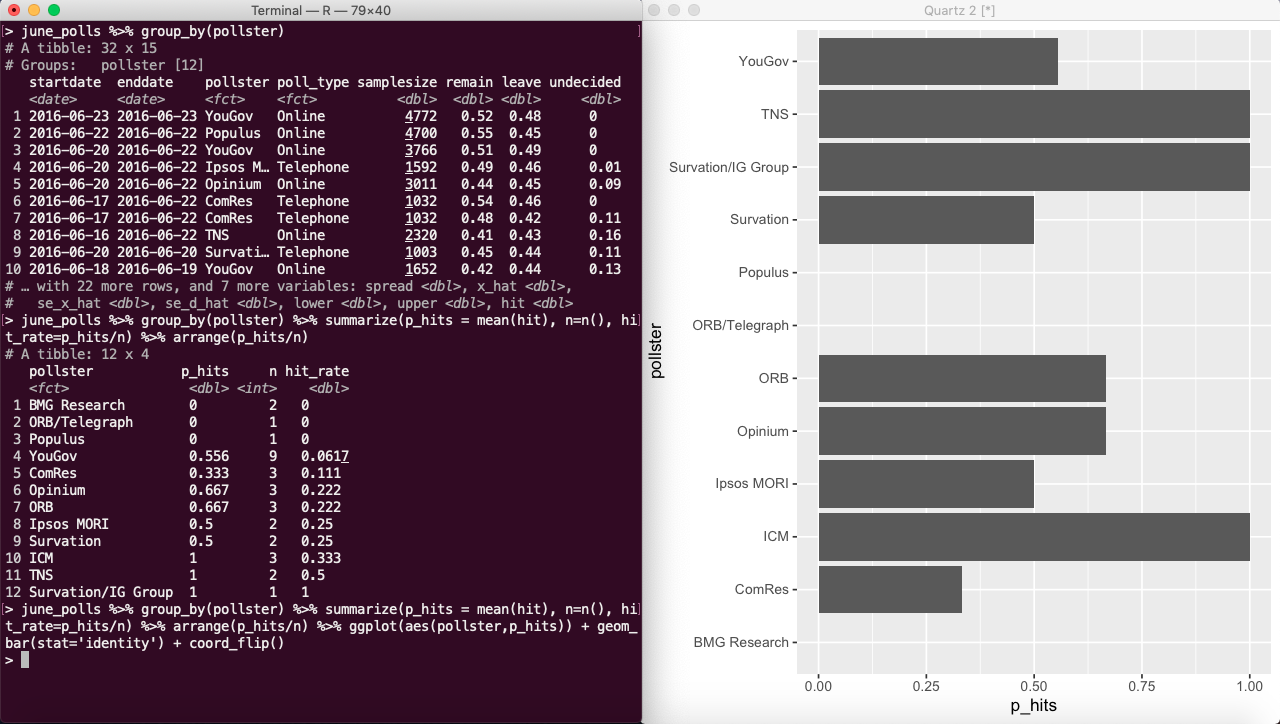 Terminal — R — 79×40
> june_polls %>% group_by(pollster)
# A tibble: 32 x 15
# Groups:   pollster [12]
   startdate  enddate    pollster poll_type samplesize remain leave undecided
   <date>     <date>     <fct>    <fct>          <dbl>  <dbl> <dbl>     <dbl>
 1 2016-06-23 2016-06-23 YouGov   Online          4772   0.52  0.48      0
 2 2016-06-22 2016-06-22 Populus  Online          4700   0.55  0.45      0
 3 2016-06-20 2016-06-22 YouGov   Online          3766   0.51  0.49      0
 4 2016-06-20 2016-06-22 Ipsos M… Telephone       1592   0.49  0.46      0.01
 5 2016-06-20 2016-06-22 Opinium  Online          3011   0.44  0.45      0.09
 6 2016-06-17 2016-06-22 ComRes   Telephone       1032   0.54  0.46      0
 7 2016-06-17 2016-06-22 ComRes   Telephone       1032   0.48  0.42      0.11
 8 2016-06-16 2016-06-22 TNS      Online          2320   0.41  0.43      0.16
 9 2016-06-20 2016-06-20 Survati… Telephone       1003   0.45  0.44      0.11
10 2016-06-18 2016-06-19 YouGov   Online          1652   0.42  0.44      0.13
# … with 22 more rows, and 7 more variables: spread <dbl>, x_hat <dbl>,
#   se_x_hat <dbl>, se_d_hat <dbl>, lower <dbl>, upper <dbl>, hit <dbl>
> june_polls %>% group_by(pollster) %>% summarize(p_hits = mean(hit), n=n(), hi
t_rate=p_hits/n) %>% arrange(p_hits/n)
# A tibble: 12 x 4
   pollster           p_hits     n hit_rate
   <fct>               <dbl> <int>    <dbl>
 1 BMG Research        0         2   0
 2 ORB/Telegraph       0         1   0
 3 Populus             0         1   0
 4 YouGov              0.556     9   0.0617
 5 ComRes              0.333     3   0.111
 6 Opinium             0.667     3   0.222
 7 ORB                 0.667     3   0.222
 8 Ipsos MORI          0.5       2   0.25
 9 Survation           0.5       2   0.25
10 ICM                 1         3   0.333
11 TNS                 1         2   0.5
12 Survation/IG Group  1         1   1
> june_polls %>% group_by(pollster) %>% summarize(p_hits = mean(hit), n=n(), hi
t_rate=p_hits/n) %>% arrange(p_hits/n) %>% ggplot(aes(pollster,p_hits)) + geom_
bar(stat='identity') + coord_flip()
>
Quartz 2 [*]
YouGov
TNS
Survation/IG Group
Survation
Populus
ORB/Telegraph
ORB
Opinium
Ipsos MORI
ICM
ComRes
BMG Research
pollster
0.00 0.25 0.50 0.75 1.00
p_hits